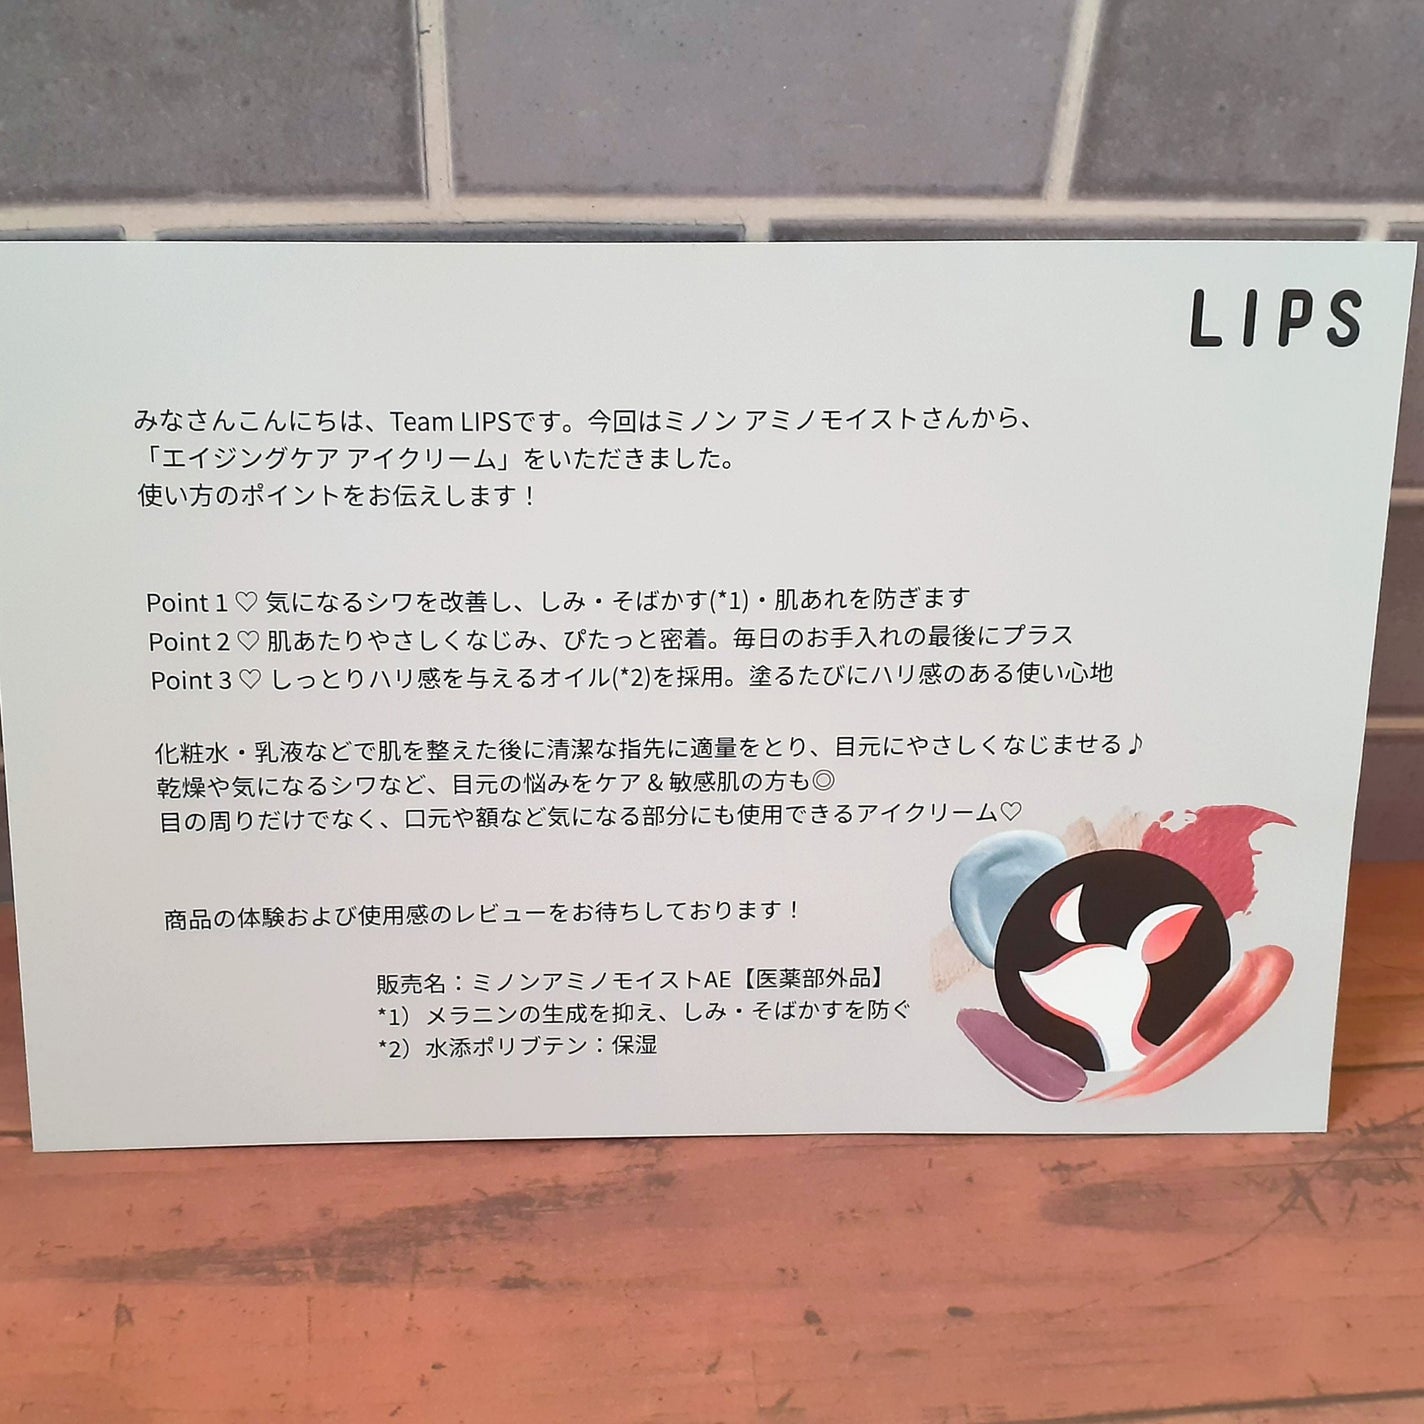 LIPS
みなさんこんにちは、Team LIPSです。今回はミノン アミノモイストさんから、
「エイジングケア アイクリーム」をいただきました。
使い方のポイントをお伝えします！
Point 1 ♡ 気になるシワを改善し、しみ・そばかす(*1)・肌あれを防ぎます
Point 2 ♡ 肌あたりやさしくなじみ、ぴたっと密着。毎日のお手入れの最後にプラス
Point 3 ♡ しっとりハリ感を与えるオイル(*2)を採用。塗るたびにハリ感のある使い心地
化粧水・乳液などで肌を整えた後に清潔な指先に適量をとり、目元にやさしくなじませる♪
乾燥や気になるシワなど、目元の悩みをケア & 敏感肌の方も◎
目の周りだけでなく、口元や額など気になる部分にも使用できるアイクリーム♡
商品の体験および使用感のレビューをお待ちしております！
販売名：ミノンアミノモイストAE【医薬部外品】
*1）メラニンの生成を抑え、しみ・そばかすを防ぐ
*2）水添ポリブテン：保湿